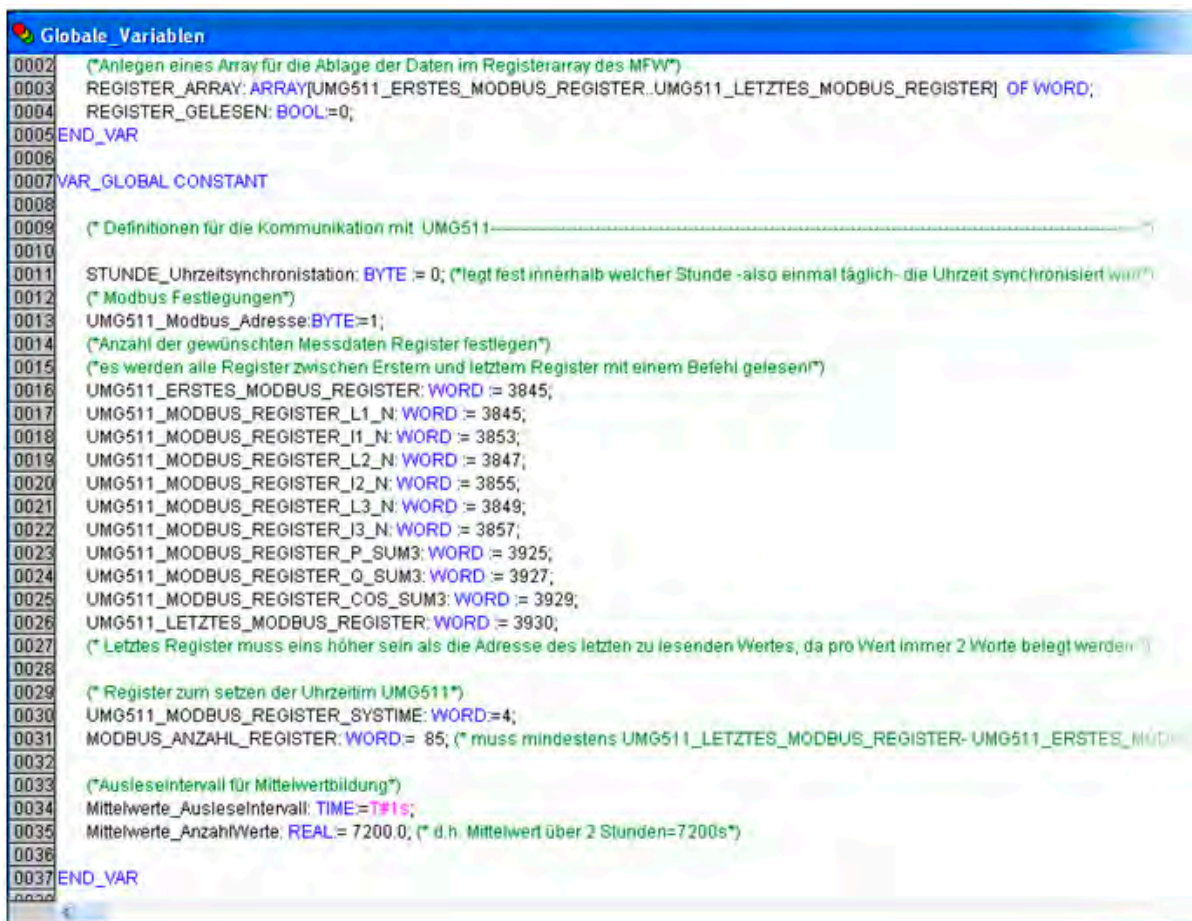 Globale_Variablen
0002 (*Anlegen eines Array für die Ablage der Daten im Registerarray des MFW*)
0003 REGISTER_ARRAY: ARRAY[UMG511_ERSTES_MODBUS_REGISTER..UMG511_LETZTES_MODBUS_REGISTER] OF WORD;
0004 REGISTER_GELESEN: BOOL:=0;
0005 END_VAR
0006
0007 VAR_GLOBAL CONSTANT
0008
0009 (* Definitionen für die Kommunikation mit UMG511------------------*)
0010
0011 STUNDE_Uhrzeitsynchronistation: BYTE := 0; (*legt fest innerhalb welcher Stunde -also einmal täglich- die Uhrzeit synchronisiert wird*)
0012 (* Modbus Festlegungen*)
0013 UMG511_Modbus_Adresse:BYTE:=1;
0014 (*Anzahl der gewünschten Messdaten Register festlegen*)
0015 (*es werden alle Register zwischen Erstem und letztem Register mit einem Befehl gelesen!*)
0016 UMG511_ERSTES_MODBUS_REGISTER: WORD := 3845;
0017 UMG511_MODBUS_REGISTER_L1_N: WORD := 3845;
0018 UMG511_MODBUS_REGISTER_I1_N: WORD := 3853;
0019 UMG511_MODBUS_REGISTER_L2_N: WORD := 3847;
0020 UMG511_MODBUS_REGISTER_I2_N: WORD := 3855;
0021 UMG511_MODBUS_REGISTER_L3_N: WORD := 3849;
0022 UMG511_MODBUS_REGISTER_I3_N: WORD := 3857;
0023 UMG511_MODBUS_REGISTER_P_SUM3: WORD := 3925;
0024 UMG511_MODBUS_REGISTER_Q_SUM3: WORD := 3927;
0025 UMG511_MODBUS_REGISTER_COS_SUM3: WORD := 3929;
0026 UMG511_LETZTES_MODBUS_REGISTER: WORD := 3930;
0027 (* Letztes Register muss eins höher sein als die Adresse des letzten zu lesenden Wertes, da pro Wert immer 2 Worte belegt werden *)
0028
0029 (* Register zum setzen der Uhrzeitim UMG511*)
0030 UMG511_MODBUS_REGISTER_SYSTIME: WORD:=4;
0031 MODBUS_ANZAHL_REGISTER: WORD:= 85; (* muss mindestens UMG511_LETZTES_MODBUS_REGISTER- UMG511_ERSTES_MOD
0032
0033 (*Ausleseintervall für Mittelwertbildung*)
0034 Mittelwerte_AusleseIntervall: TIME:=T#1s;
0035 Mittelwerte_AnzahlWerte: REAL:= 7200.0; (* d.h. Mittelwert über 2 Stunden=7200s*)
0036
0037 END_VAR